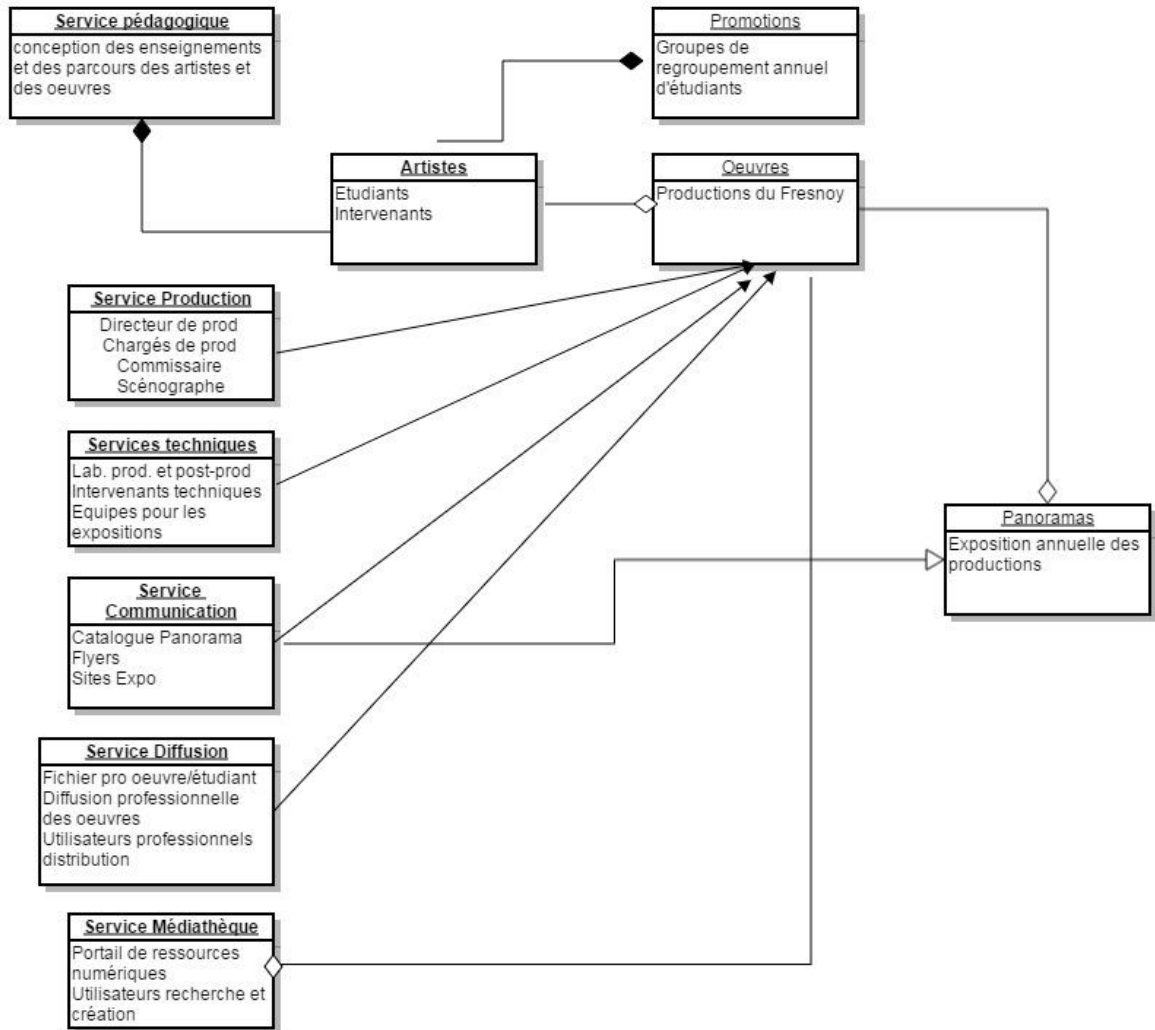 Service pédagogique
conception des enseignements
et des parcours des artistes et
des oeuvres
Promotions
Groupes de
regroupement annuel
d'étudiants
Artistes
Etudiants
Intervenants
Oeuvres
Productions du Fresnoy
Service Production
Directeur de prod
Chargés de prod
Commissaire
Scénographe
Services techniques
Lab. prod. et post-prod
Intervenants techniques
Equipes pour les
expositions
Panoramas
Exposition annuelle des
productions
Service
Communication
Catalogue Panorama
Flyers
Sites Expo
Service Diffusion
Fichier pro oeuvre/étudiant
Diffusion professionnelle
des oeuvres
Utilisateurs professionnels
distribution
Service Médiathèque
Portail de ressources
numériques
Utilisateurs recherche et
création